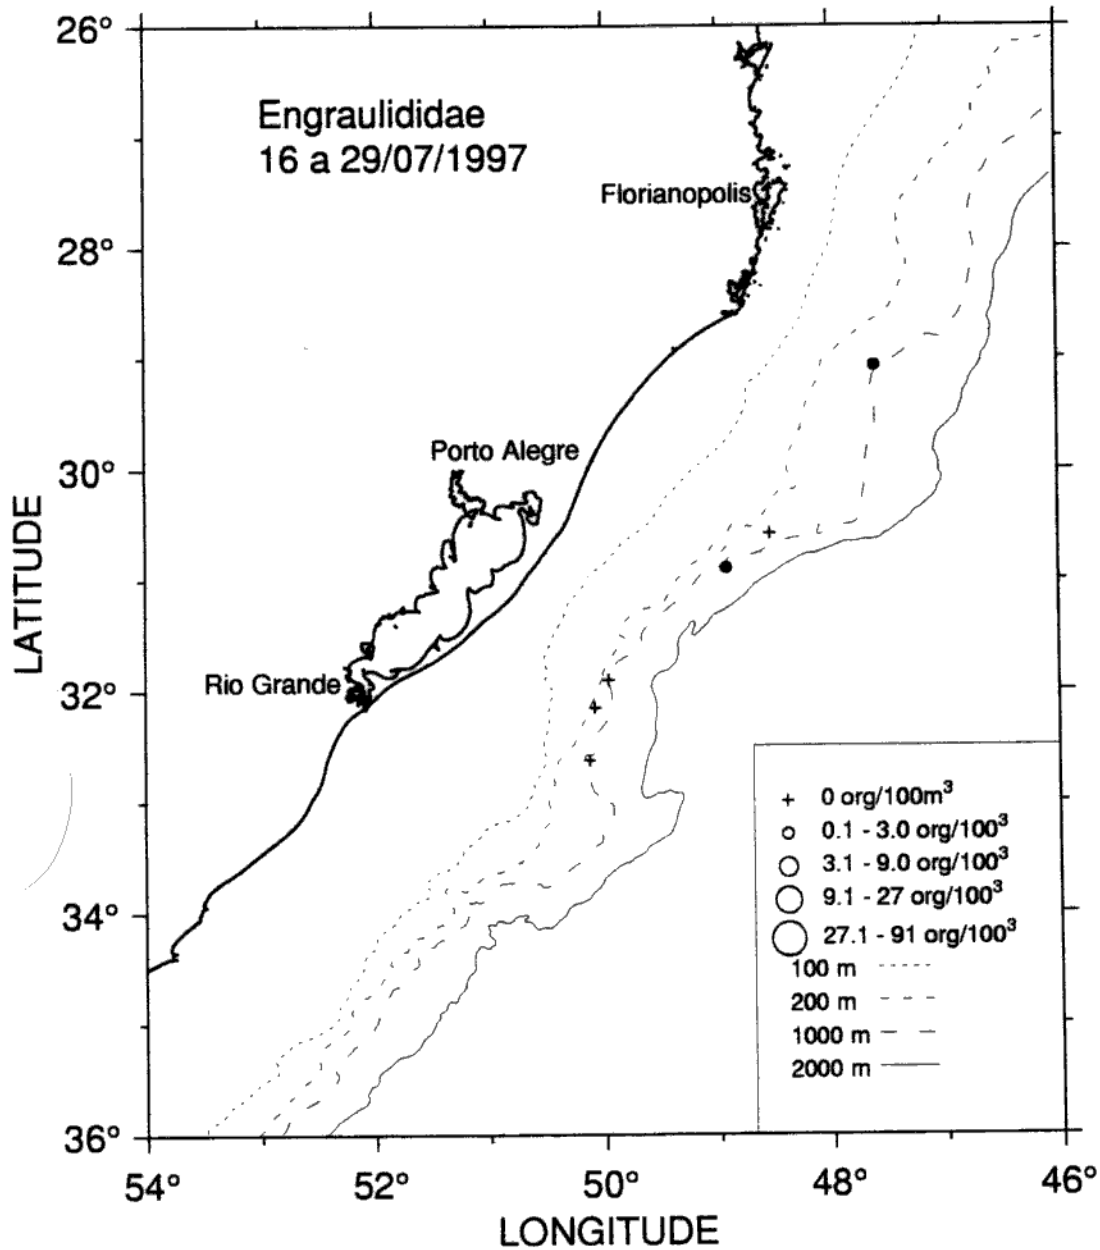 26°
Engraulididae
16 a 29/07/1997
Florianopolis
28°
Porto Alegre
30°
LATITUDE
Rio Grande
32°
+ 0 org/100m³
0.1 - 3.0 org/100³
3.1 - 9.0 org/100³
9.1 - 27 org/100³
27.1 - 91 org/100³
34°
100 m
200 m
1000 m
2000 m
36°
54° 52° 50° 48° 46°
LONGITUDE